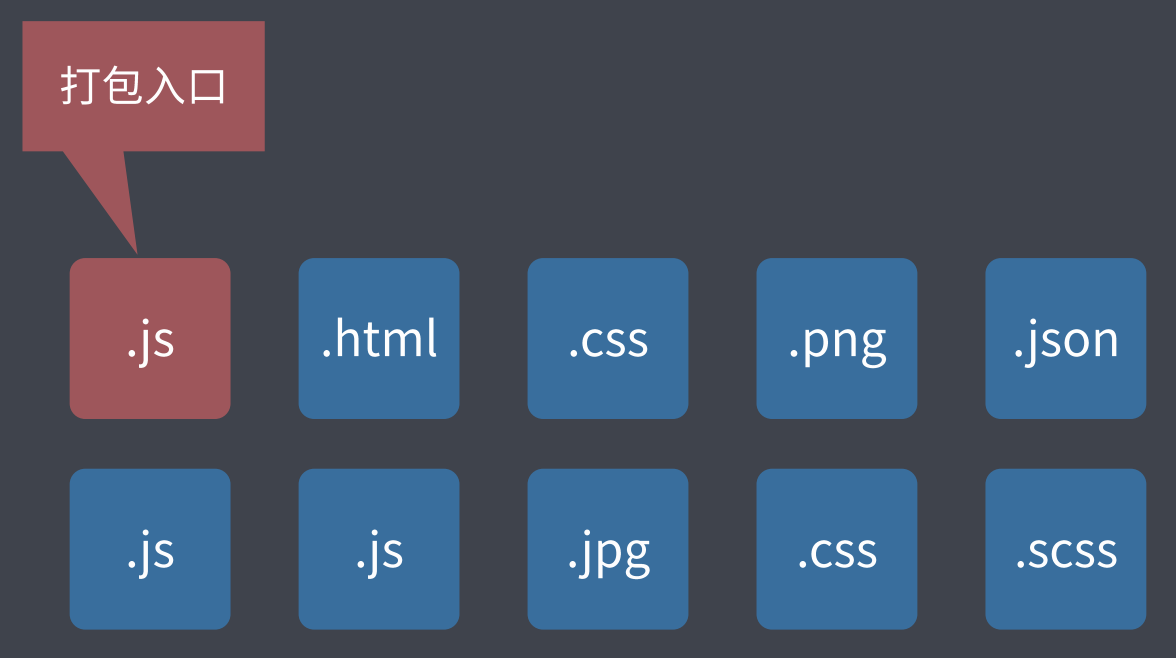 打包入口
.js
.html
.css
.png
.json
.js
.js
.jpg
.css
.scss